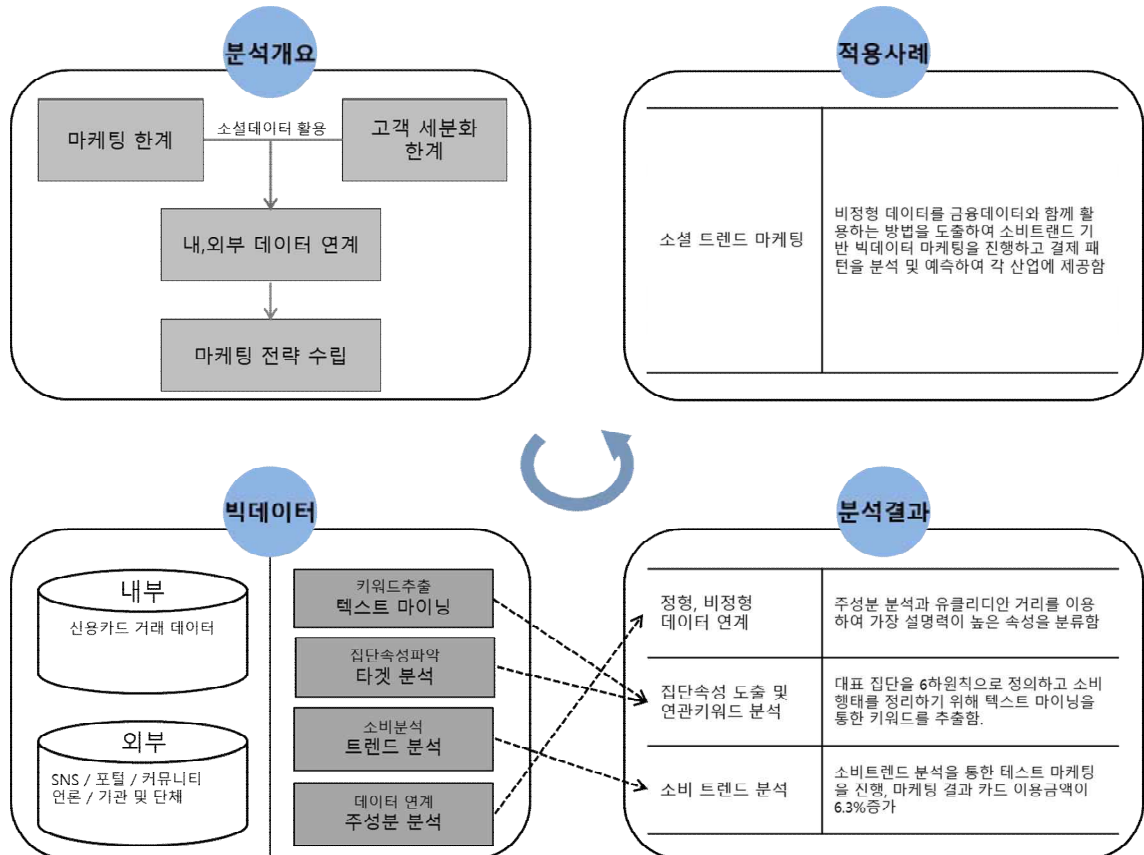 분석개요
마케팅 한계
소셜데이터 활용
고객 세분화
한계
내,외부 데이터 연계
마케팅 전략 수립
적용사례
소셜 트렌드 마케팅
비정형 데이터를 금융데이터와 함께 활
용하는 방법을 도출하여 소비트랜드 기
반 빅데이터 마케팅을 진행하고 결제 패
턴을 분석 및 예측하여 각 산업에 제공함
빅데이터
내부
신용카드 거래 데이터
외부
SNS / 포털 / 커뮤니티
언론 / 기관 및 단체
키워드추출
텍스트 마이닝
집단속성파악
타겟 분석
소비분석
트렌드 분석
데이터 연계
주성분 분석
분석결과
정형, 비정형
데이터 연계
주성분 분석과 유클리디안 거리를 이용
하여 가장 설명력이 높은 속성을 분류함
집단속성 도출 및
연관키워드 분석
대표 집단을 6하원칙으로 정의하고 소비
행태를 정리하기 위해 텍스트 마이닝을
통한 키워드를 추출함.
소비 트렌드 분석
소비트렌드 분석을 통한 테스트 마케팅
을 진행, 마케팅 결과 카드 이용금액이
6.3%증가